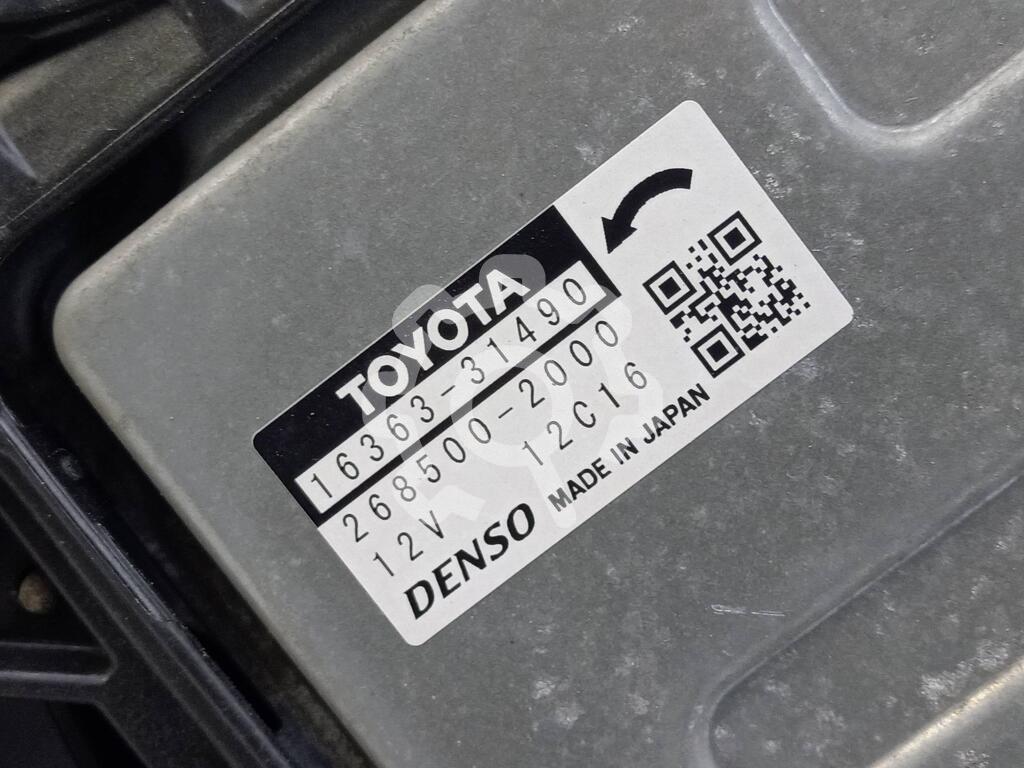 TOYOTA
16363-31490
268500-2000
12V 12C16
DENSO MADE IN JAPAN